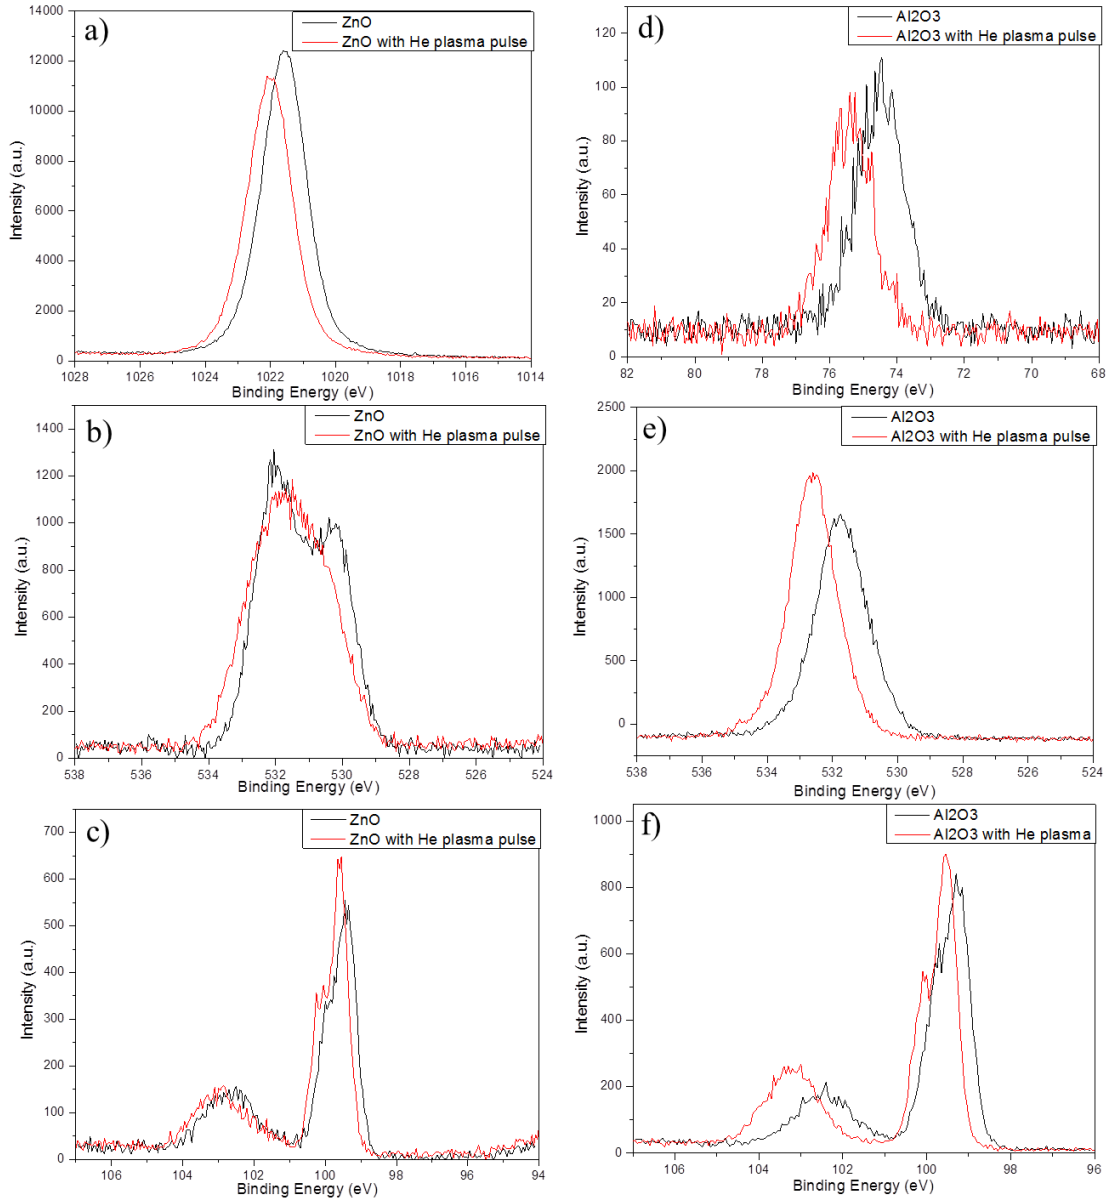 a)
ZnO
ZnO with He plasma pulse
14000
12000
10000
8000
6000
4000
2000
0
Intensity (a.u.)
1028 1026 1024 1022 1020 1018 1016 1014
Binding Energy (eV)
d)
Al2O3
Al2O3 with He plasma pulse
120
100
80
60
40
20
0
Intensity (a.u.)
82 80 78 76 74 72 70 68
Binding Energy (eV)
b)
ZnO
ZnO with He plasma pulse
1400
1200
1000
800
600
400
200
0
Intensity (a.u.)
538 536 534 532 530 528 526 524
Binding Energy (eV)
e)
Al2O3
Al2O3 with He plasma pulse
2500
2000
1500
1000
500
0
Intensity (a.u.)
538 536 534 532 530 528 526 524
Binding Energy (eV)
c)
ZnO
ZnO with He plasma pulse
700
600
500
400
300
200
100
0
Intensity (a.u.)
106 104 102 100 98 96 94
Binding Energy (eV)
f)
Al2O3
Al2O3 with He plasma
1000
800
600
400
200
0
Intensity (a.u.)
106 104 102 100 98 96
Binding Energy (eV)